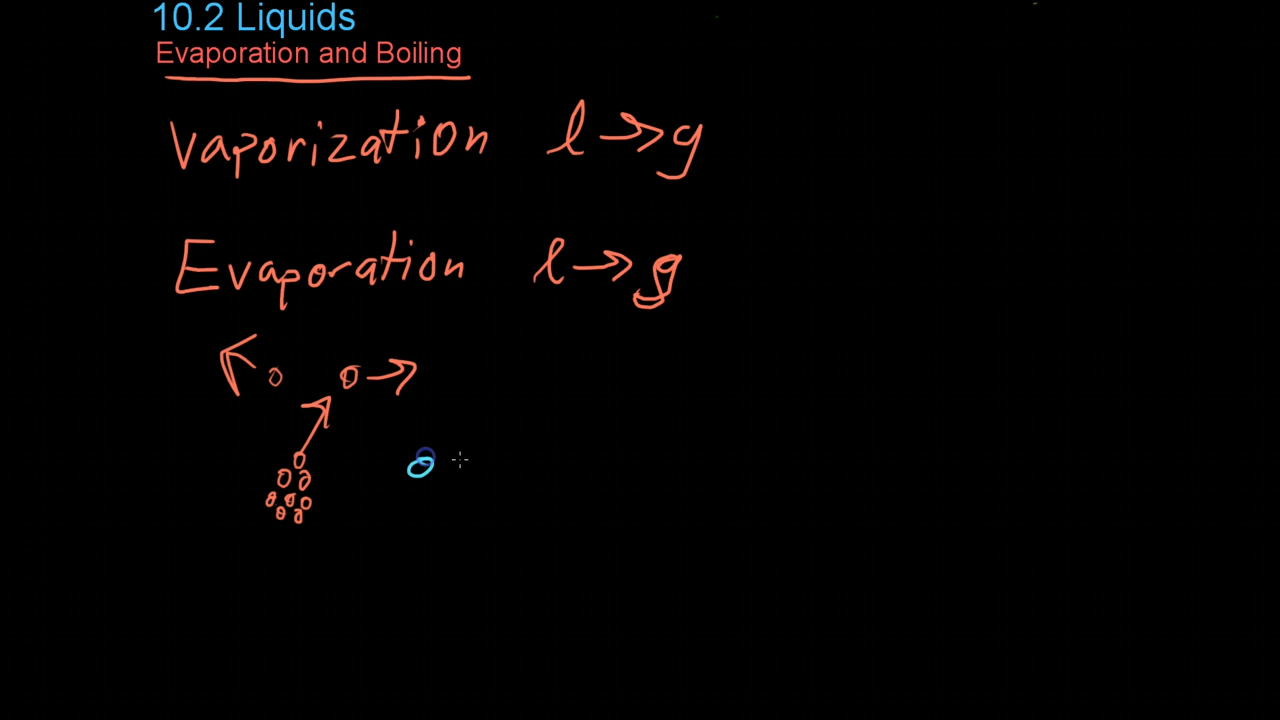 10.2 Liquids
Evaporation and Boiling
Vaporization l → g
Evaporation l → g